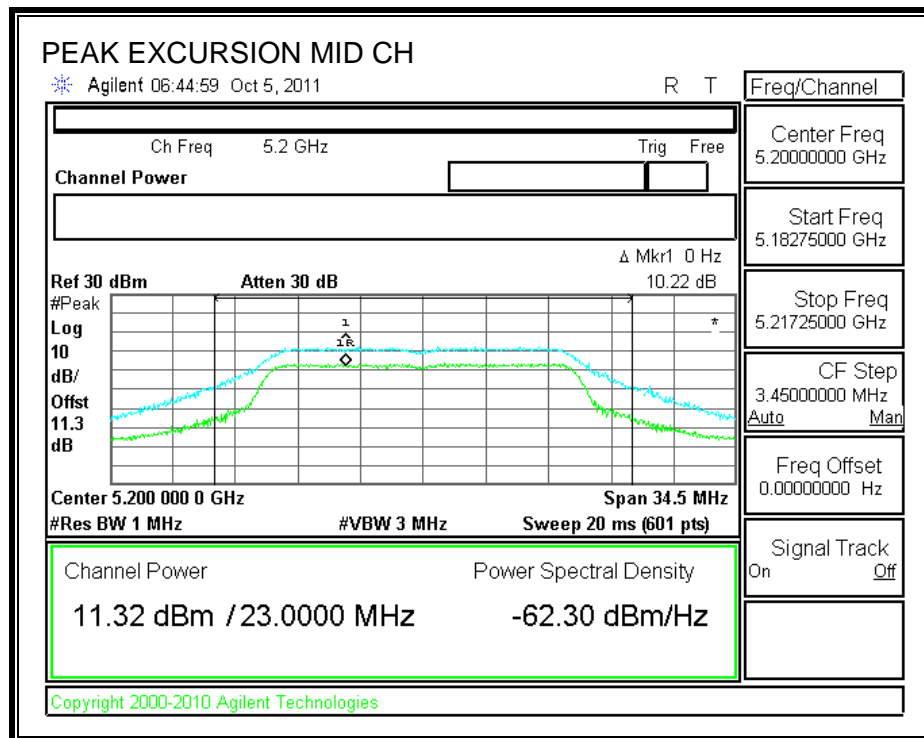 PEAK EXCURSION MID CH
Agilent 06:44:59 Oct 5, 2011 R T
Ch Freq 5.2 GHz Trig Free
Channel Power
Δ Mkr1 0 Hz
Ref 30 dBm Atten 30 dB 10.22 dB
#Peak
Log
10
dB/
Offst
11.3
dB
1
1R
*
Center 5.200 000 0 GHz Span 34.5 MHz
#Res BW 1 MHz #VBW 3 MHz Sweep 20 ms (601 pts)
Channel Power Power Spectral Density
11.32 dBm / 23.0000 MHz -62.30 dBm/Hz
Copyright 2000-2010 Agilent Technologies
Freq/Channel
Center Freq
5.20000000 GHz
Start Freq
5.18275000 GHz
Stop Freq
5.21725000 GHz
CF Step
3.45000000 MHz
Auto Man
Freq Offset
0.00000000 Hz
Signal Track
On Off